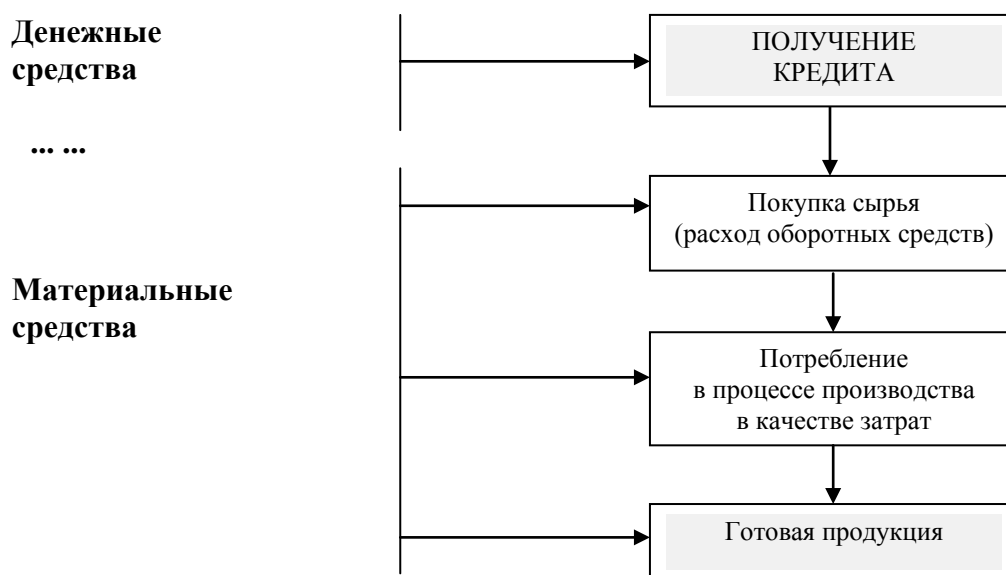 Денежные
средства
... ...
Материальные
средства
ПОЛУЧЕНИЕ
КРЕДИТА
Покупка сырья
(расход оборотных средств)
Потребление
в процессе производства
в качестве затрат
Готовая продукция